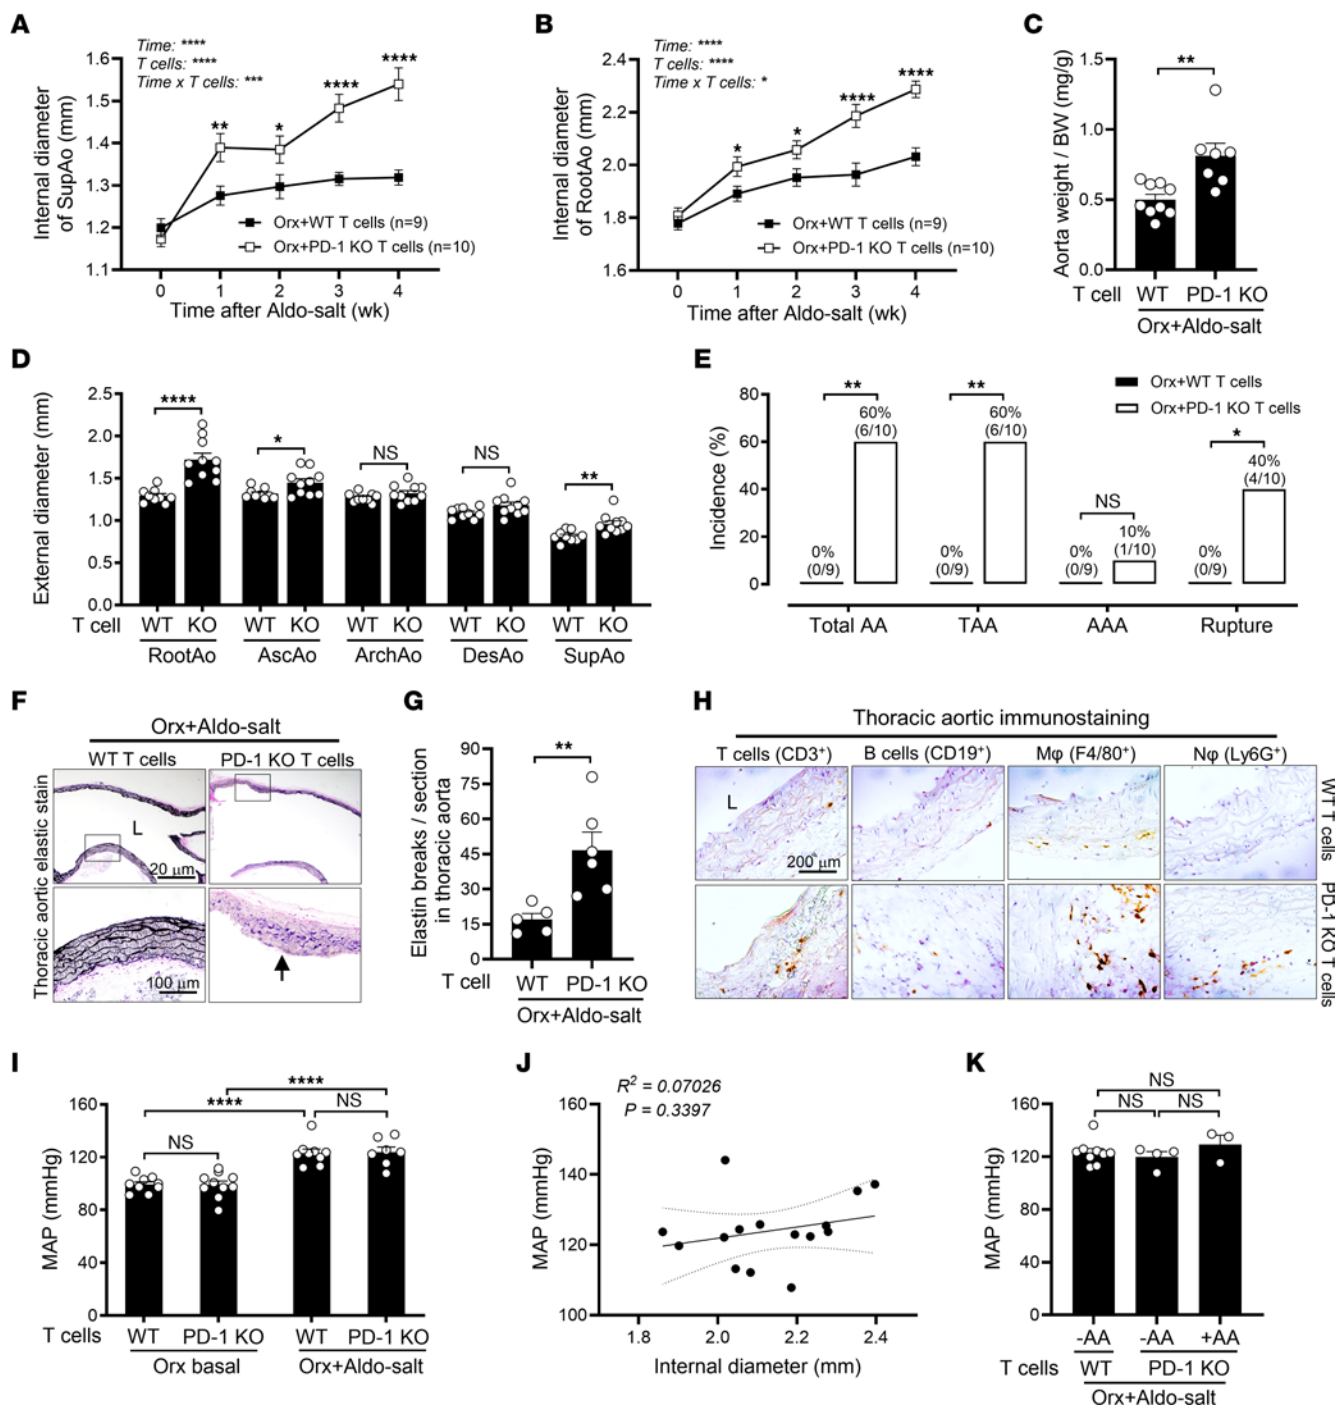 A
Time: ****
T cells: ****
Time x T cells: ***
Internal diameter
of SupAo (mm)
1.6
1.5
1.4
1.3
1.2
1.1
**
*
****
****
Orx+WT T cells (n=9)
Orx+PD-1 KO T cells (n=10)
0 1 2 3 4
Time after Aldo-salt (wk)
B
Time: ****
T cells: ****
Time x T cells: *
Internal diameter
of RootAo (mm)
2.4
2.2
2.0
1.8
1.6
*
*
****
****
Orx+WT T cells (n=9)
Orx+PD-1 KO T cells (n=10)
0 1 2 3 4
Time after Aldo-salt (wk)
C
Aorta weight / BW (mg/g)
1.5
1.0
0.5
0.0
**
T cell WT PD-1 KO
Orx+Aldo-salt
D
External diameter (mm)
2.5
2.0
1.5
1.0
0.5
0.0
**** * NS NS **
T cell WT KO WT KO WT KO WT KO WT KO
RootAo AscAo ArchAo DesAo SupAo
E
Incidence (%)
80
60
40
20
0
Orx+WT T cells
Orx+PD-1 KO T cells
** ** NS *
0%
(0/9)
60%
(6/10)
0%
(0/9)
60%
(6/10)
0%
(0/9)
10%
(1/10)
0%
(0/9)
40%
(4/10)
Total AA TAA AAA Rupture
F
Orx+Aldo-salt
WT T cells PD-1 KO T cells
Thoracic aortic elastic stain
L
20 µm
100 µm
G
Elastin breaks / section
in thoracic aorta
90
75
60
45
30
15
0
**
T cell WT PD-1 KO
Orx+Aldo-salt
H
Thoracic aortic immunostaining
T cells (CD3⁺) B cells (CD19⁺) Mφ (F4/80⁺) Nφ (Ly6G⁺)
L
200 µm
WT T
cells
PD-1 KO T
cells
I
MAP (mmHg)
160
120
80
40
0
****
**** NS
NS
T cells WT PD-1 KO WT PD-1 KO
Orx basal Orx+Aldo-salt
J
R² = 0.07026
P = 0.3397
MAP (mmHg)
160
140
120
100
1.8 2.0 2.2 2.4
Internal diameter (mm)
K
MAP (mmHg)
160
120
80
40
0
NS
NS NS
-AA -AA +AA
T cells WT PD-1 KO
Orx+Aldo-salt